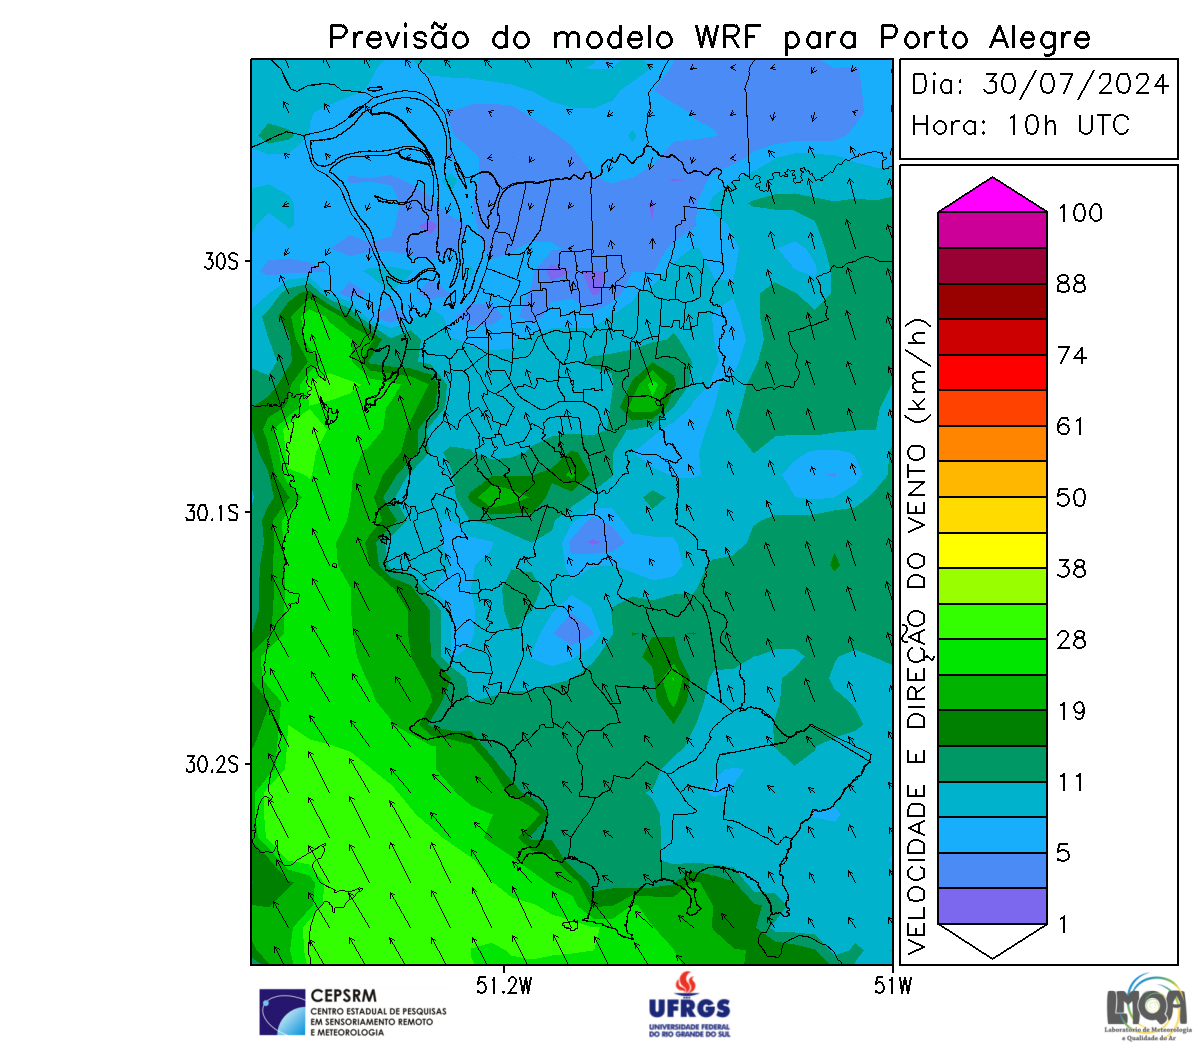 Previsão do modelo WRF para Porto Alegre
Dia: 30/07/2024
Hora: 10h UTC
100
88
74
61
50
38
28
19
11
5
1
VELOCIDADE E DIREÇÃO DO VENTO (km/h)
30S
30.1S
30.2S
51.2W
51W
CEPSRM
CENTRO ESTADUAL DE PESQUISAS
EM SENSORIAMENTO REMOTO
E METEOROLOGIA
UFRGS
UNIVERSIDADE FEDERAL
DO RIO GRANDE DO SUL
LMQA
Laboratório de Meteorologia
e Qualidade do Ar